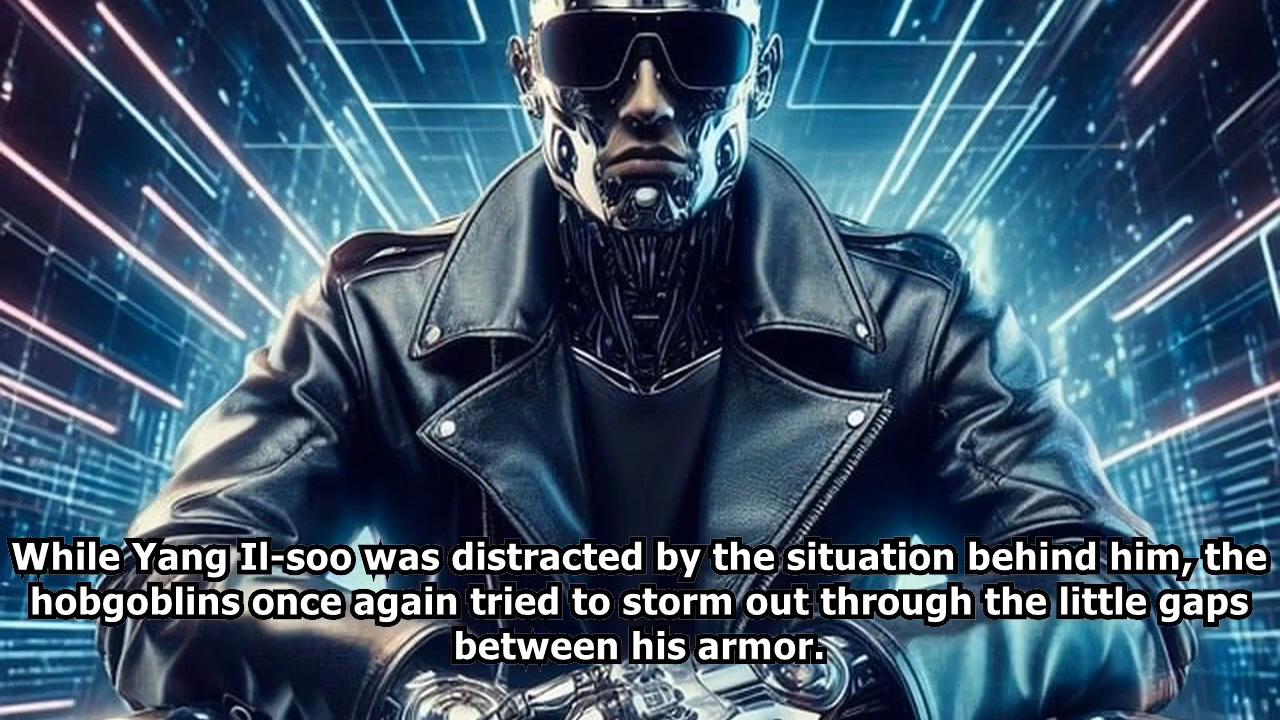 While Yang Il-soo was distracted by the situation behind him, the
hobgoblins once again tried to storm out through the little gaps
between his armor.